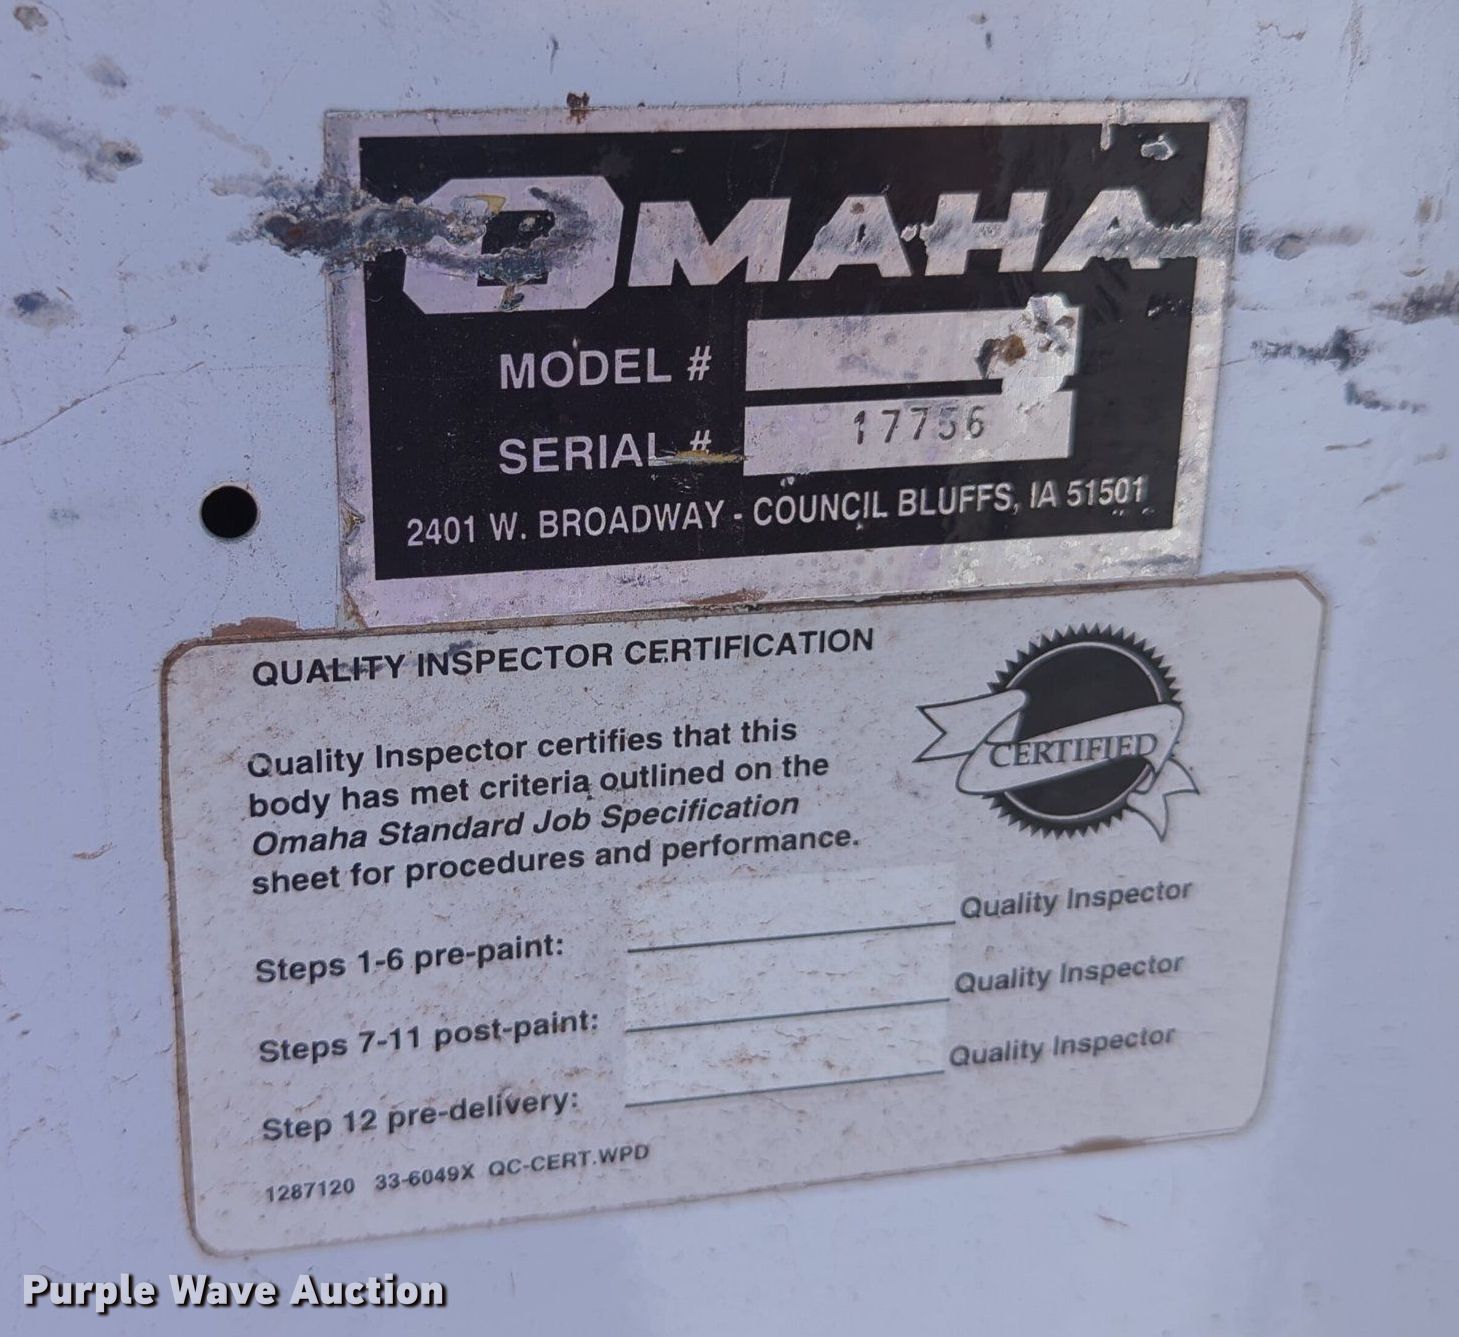 OMAHA
MODEL #
SERIAL # 17756
2401 W. BROADWAY - COUNCIL BLUFFS, IA 51501
QUALITY INSPECTOR CERTIFICATION
Quality Inspector certifies that this
body has met criteria outlined on the
Omaha Standard Job Specification
sheet for procedures and performance.
CERTIFIED
Steps 1-6 pre-paint: Quality Inspector
Steps 7-11 post-paint: Quality Inspector
Step 12 pre-delivery: Quality Inspector
1287120 33-6049X QC-CERT.WPD
Purple Wave Auction